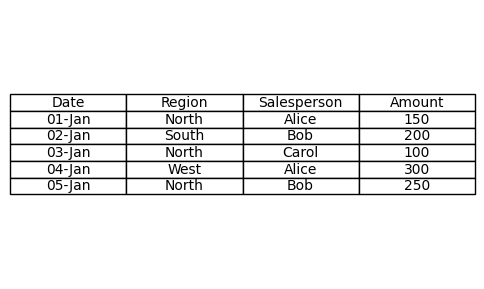 Date Region Salesperson Amount
01-Jan North Alice 150
02-Jan South Bob 200
03-Jan North Carol 100
04-Jan West Alice 300
05-Jan North Bob 250